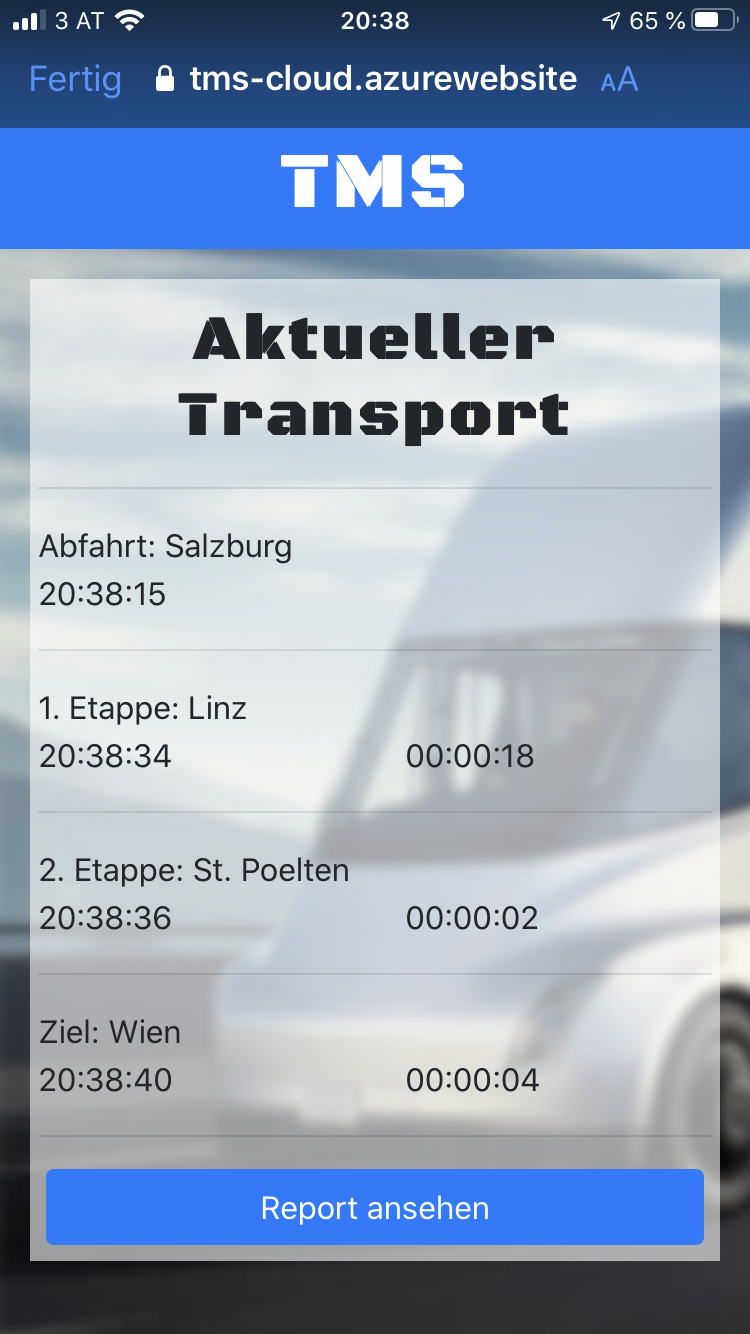 3 AT 20:38 65 %
Fertig tms-cloud.azurewebsite AA
TMS
Aktueller
Transport
Abfahrt: Salzburg
20:38:15
1. Etappe: Linz
20:38:34 00:00:18
2. Etappe: St. Poelten
20:38:36 00:00:02
Ziel: Wien
20:38:40 00:00:04
Report ansehen